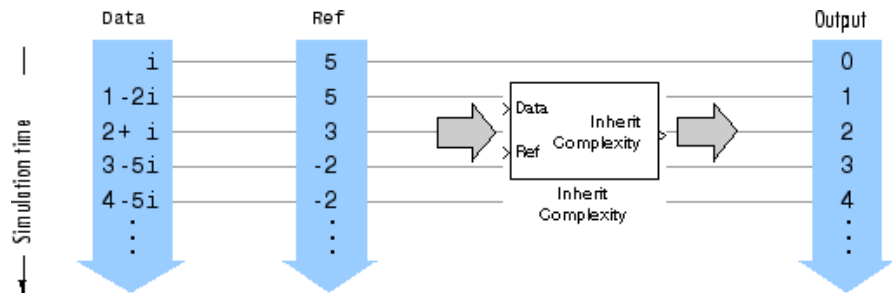 Data Ref Output
i 5 0
1-2i 5 1
2+ i 3 2
3-5i -2 3
4-5i -2 4
Data
Ref
Inherit
Complexity
Inherit
Complexity
Simulation time